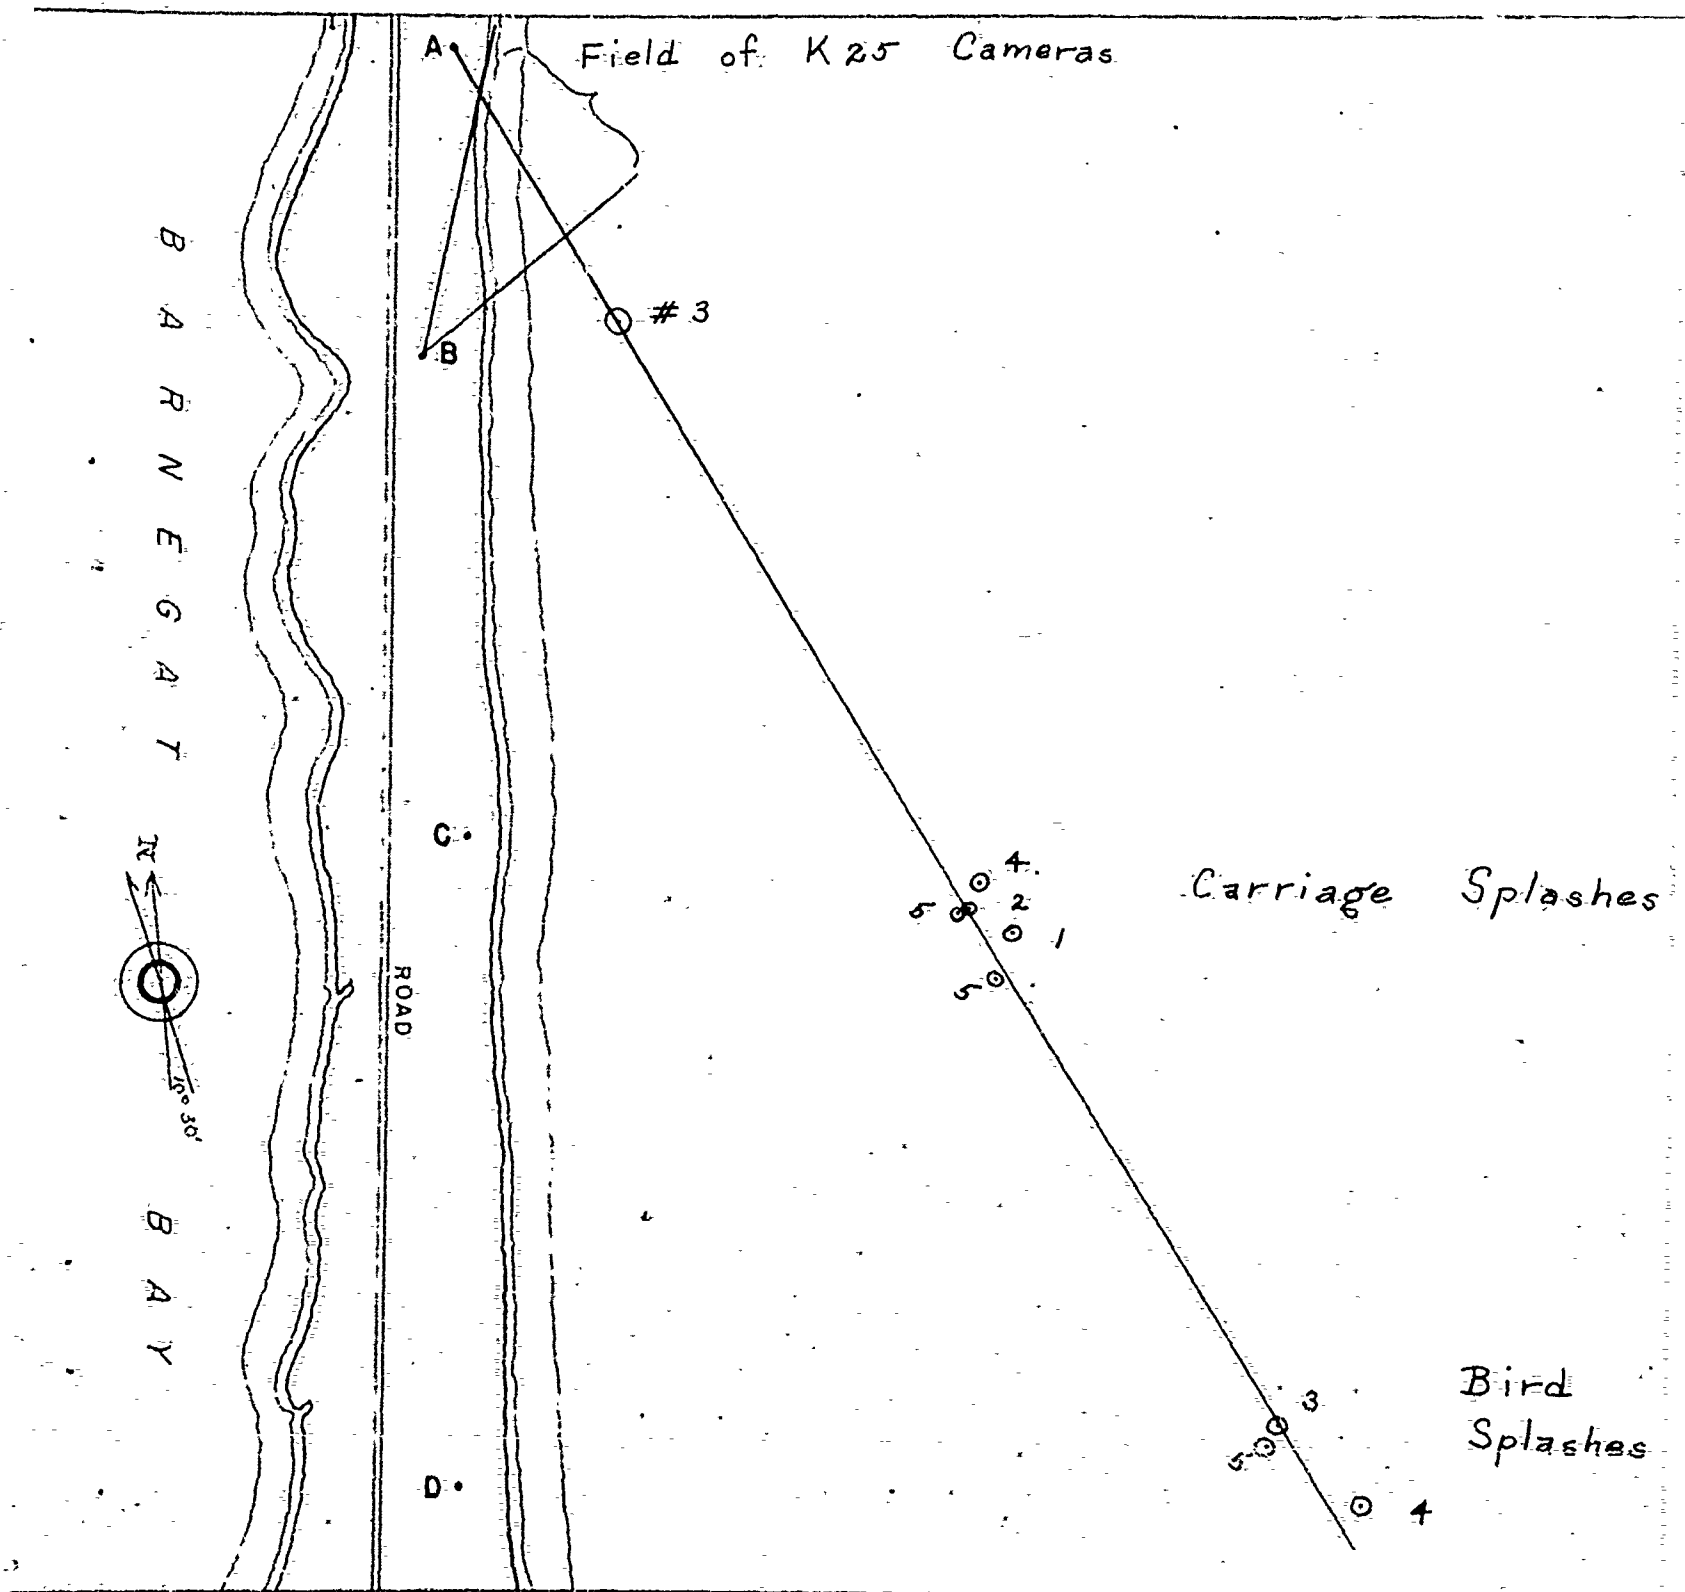 A
Field of K25 Cameras
# 3
B
BARNEGAT BAY
C
4
5
2
1
5
Carriage Splashes
N
ROAD
10° 30'
3
Bird
Splashes
5
D
4